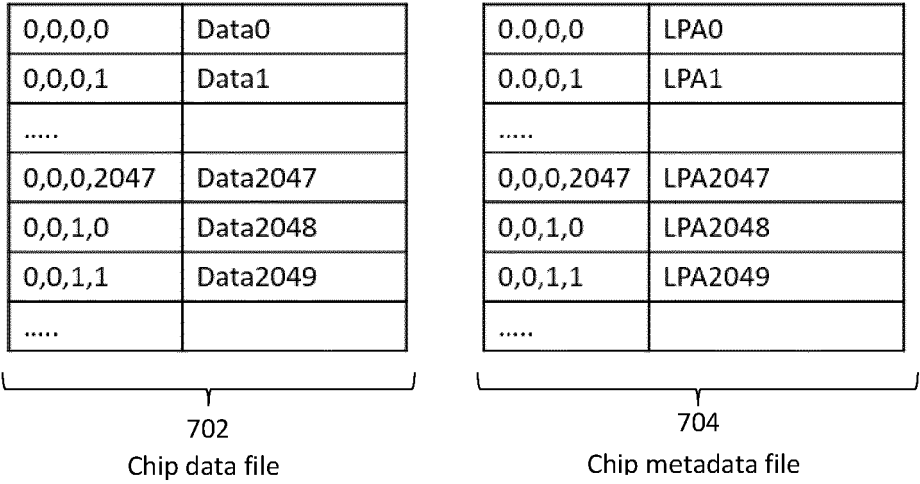 0,0,0,0 Data0
0,0,0,1 Data1
.....
0,0,0,2047 Data2047
0,0,1,0 Data2048
0,0,1,1 Data2049
.....
702
Chip data file
0.0,0,0 LPA0
0.0,0,1 LPA1
.....
0,0,0,2047 LPA2047
0,0,1,0 LPA2048
0,0,1,1 LPA2049
.....
704
Chip metadata file